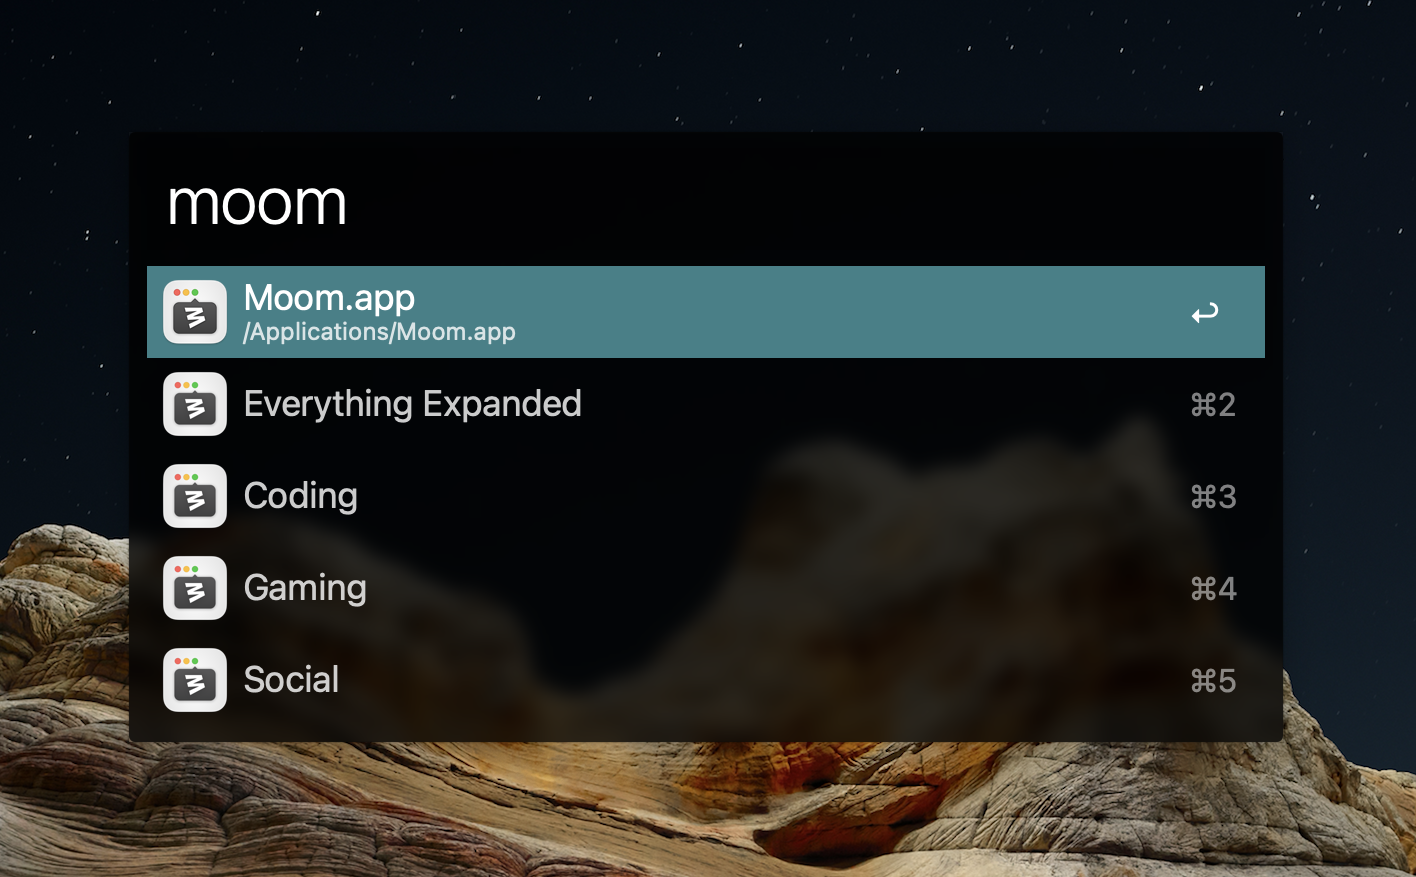 moom
Moom.app
/Applications/Moom.app
Everything Expanded
⌘2
Coding
⌘3
Gaming
⌘4
Social
⌘5